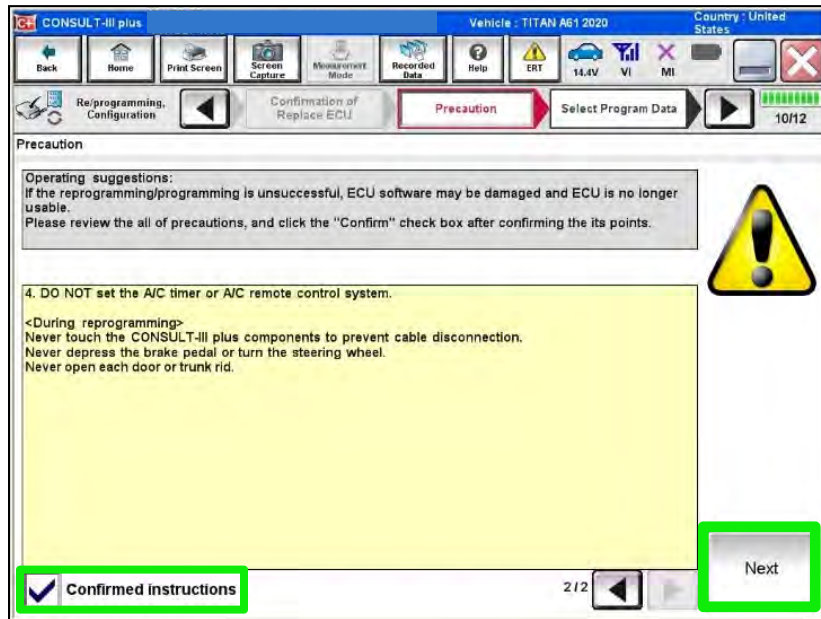 CONSULT-III plus
Vehicle : TITAN A61 2020
Country : United States
Back
Home
Print Screen
Screen Capture
Measurement Mode
Recorded Data
Help
ERT
14.4V
VI
MI
Re/programming, Configuration
Confirmation of Replace ECU
Precaution
Select Program Data
10/12
Precaution
Operating suggestions:
If the reprogramming/programming is unsuccessful, ECU software may be damaged and ECU is no longer
usable.
Please review the all of precautions, and click the "Confirm" check box after confirming the its points.
4. DO NOT set the A/C timer or A/C remote control system.
<During reprogramming>
Never touch the CONSULT-III plus components to prevent cable disconnection.
Never depress the brake pedal or turn the steering wheel.
Never open each door or trunk rid.
Confirmed instructions
2/2
Next